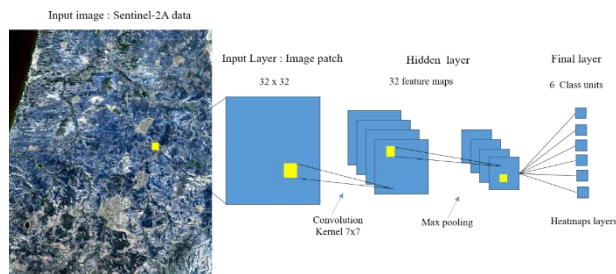 Input image : Sentinel-2A data
Input Layer : Image patch
32 x 32
Hidden layer
32 feature maps
Final layer
6 Class units
Convolution
Kernel 7x7
Max pooling
Heatmaps layers